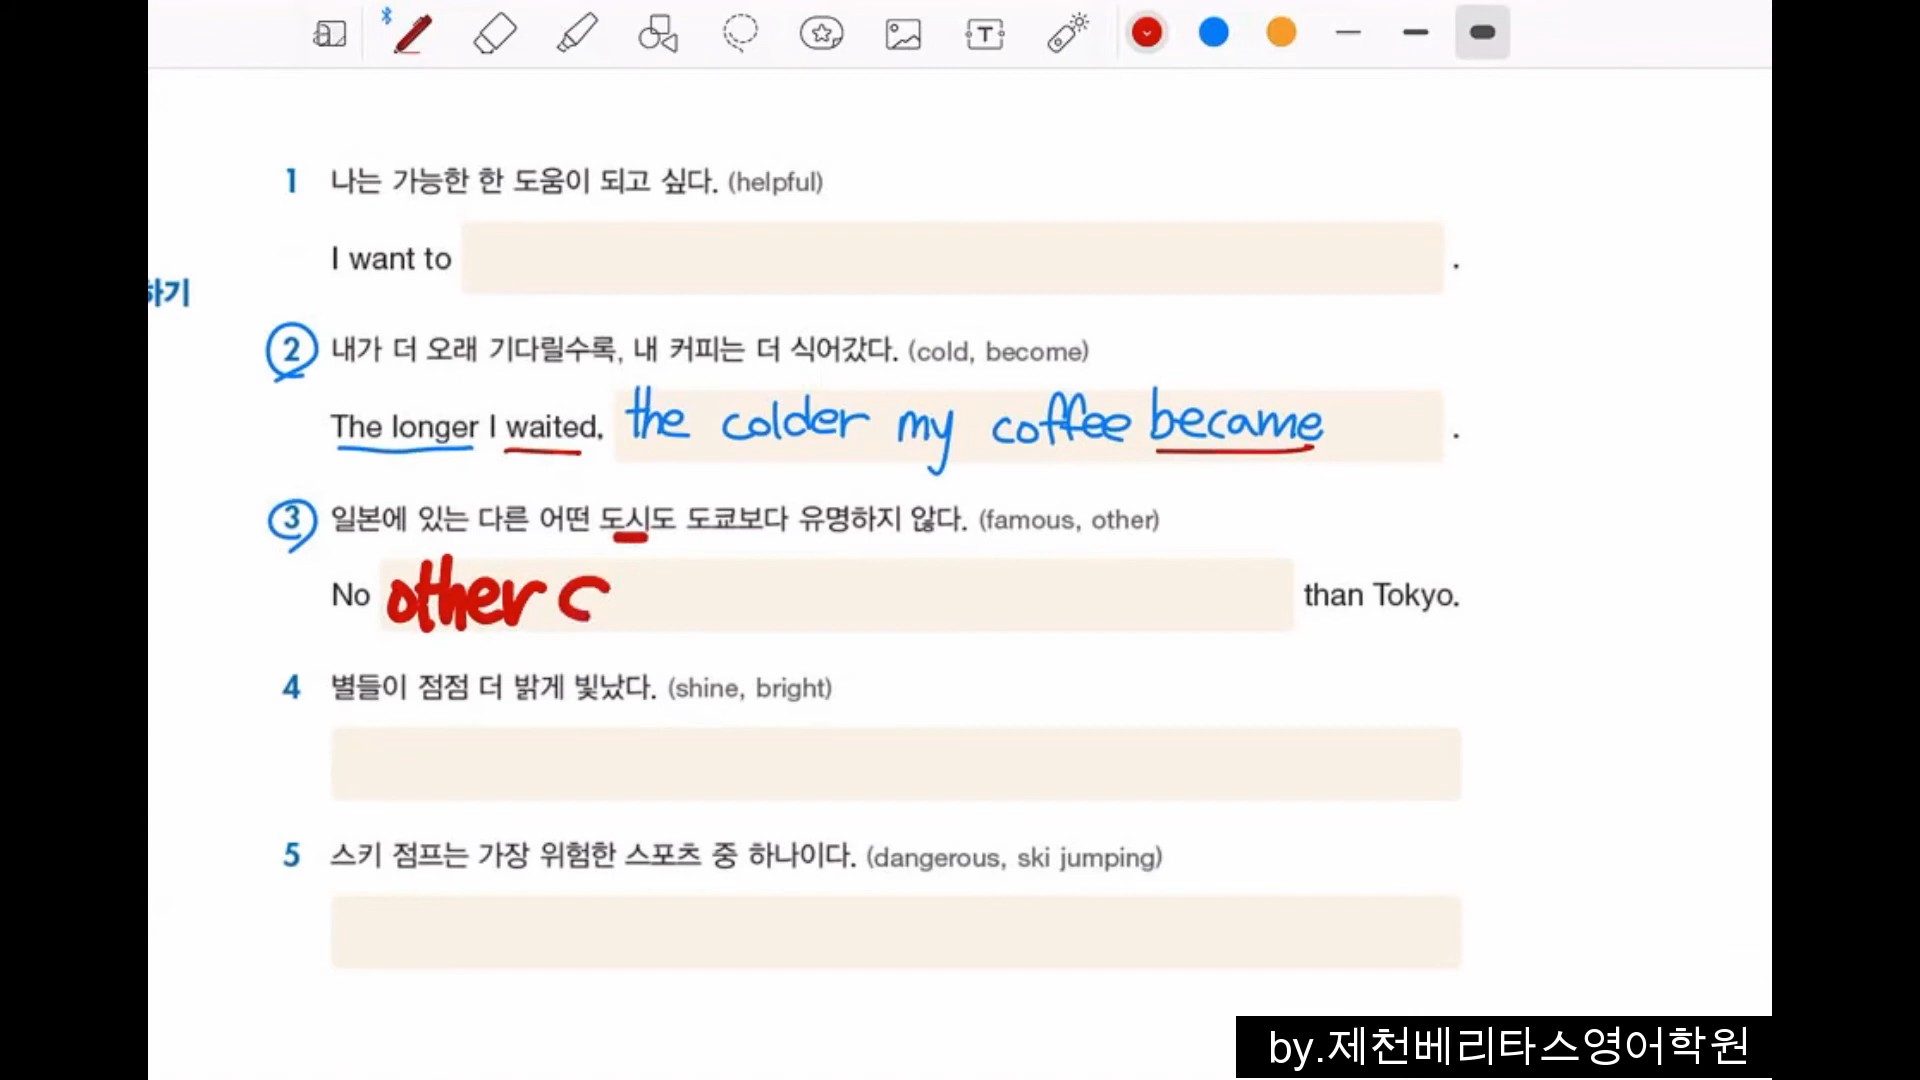 1 나는 가능한 한 도움이 되고 싶다. (helpful)
I want to .
하기
2 내가 더 오래 기다릴수록, 내 커피는 더 식어갔다. (cold, become)
The longer I waited, the colder my coffee became .
3 일본에 있는 다른 어떤 도시도 도쿄보다 유명하지 않다. (famous, other)
No other c than Tokyo.
4 별들이 점점 더 밝게 빛났다. (shine, bright)
5 스키 점프는 가장 위험한 스포츠 중 하나이다. (dangerous, ski jumping)
by.제천베리타스영어학원